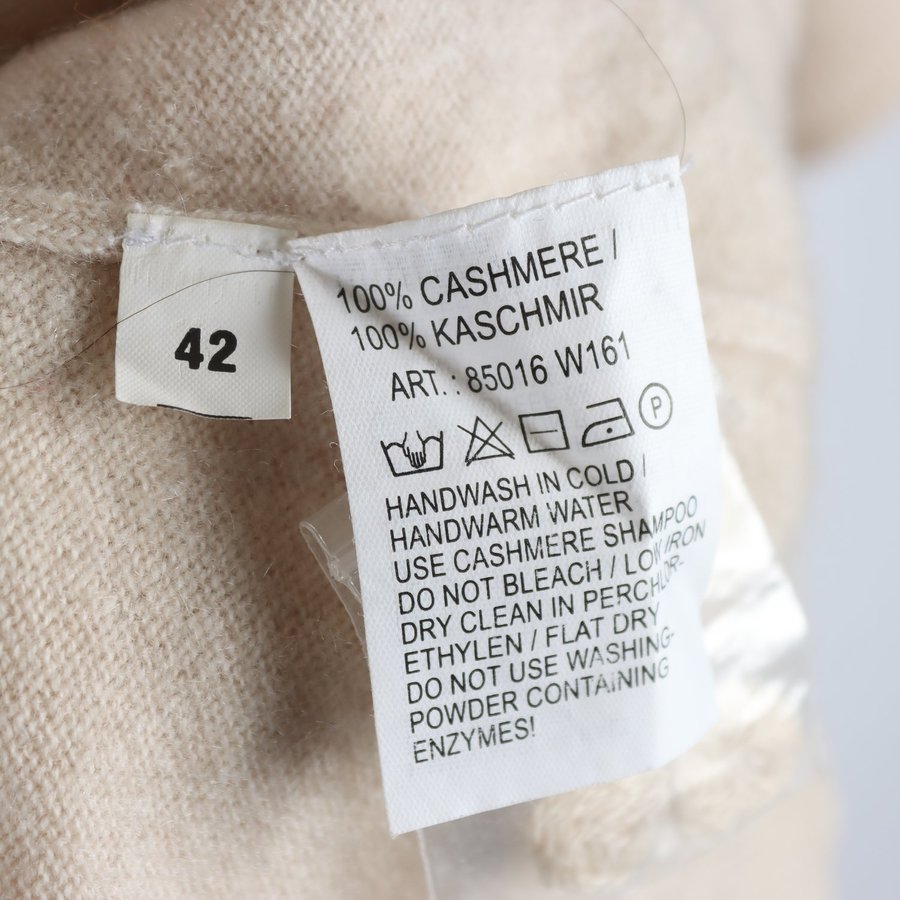 42
100% CASHMERE /
100% KASCHMIR
ART. : 85016 W161
P
HANDWASH IN COLD /
HANDWARM WATER
USE CASHMERE SHAMPOO
DO NOT BLEACH / LOW IRON
DRY CLEAN IN PERCHLOR-
ETHYLEN / FLAT DRY
DO NOT USE WASHING-
POWDER CONTAINING
ENZYMES!